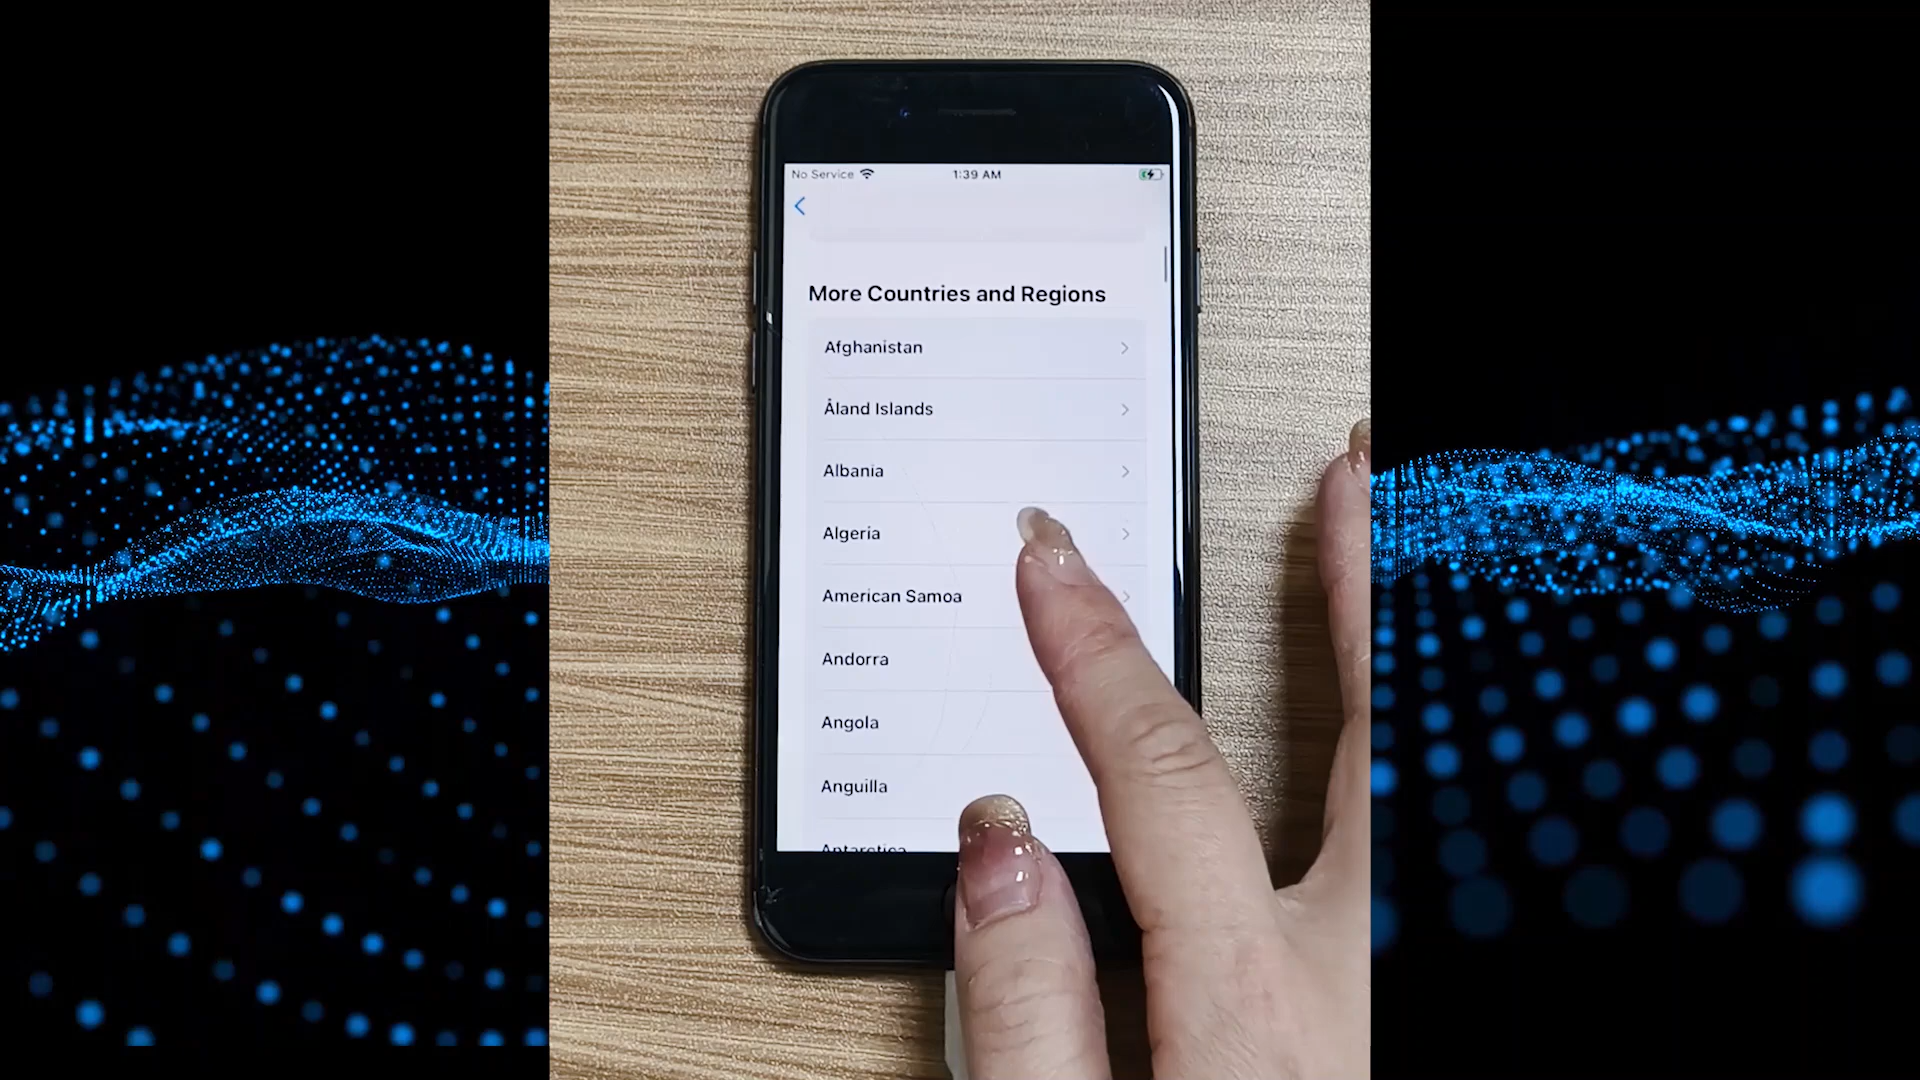 No Service 1:39 AM
More Countries and Regions
Afghanistan
Åland Islands
Albania
Algeria
American Samoa
Andorra
Angola
Anguilla
Antarctica